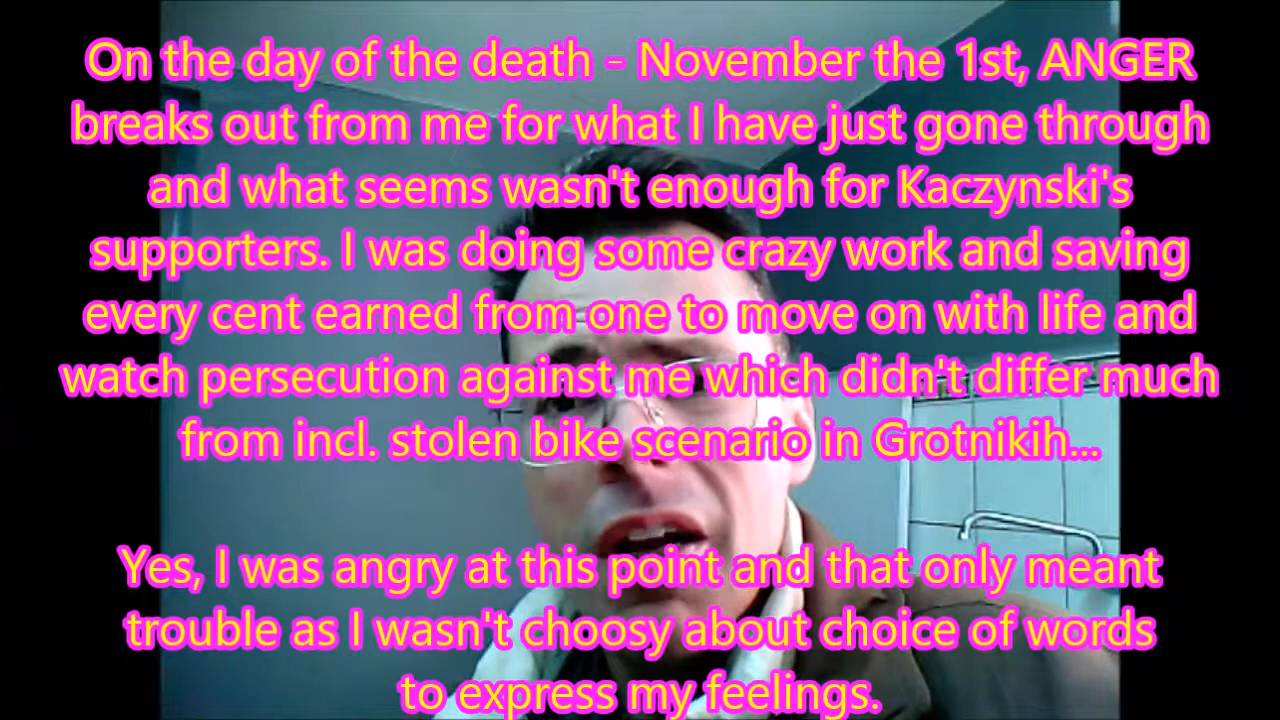 On the day of the death - November the 1st, ANGER
breaks out from me for what I have just gone through
and what seems wasn't enough for Kaczynski's
supporters. I was doing some crazy work and saving
every cent earned from one to move on with life and
watch persecution against me which didn't differ much
from incl. stolen bike scenario in Grotnikih...
Yes, I was angry at this point and that only meant
trouble as I wasn't choosy about choice of words
to express my feelings.